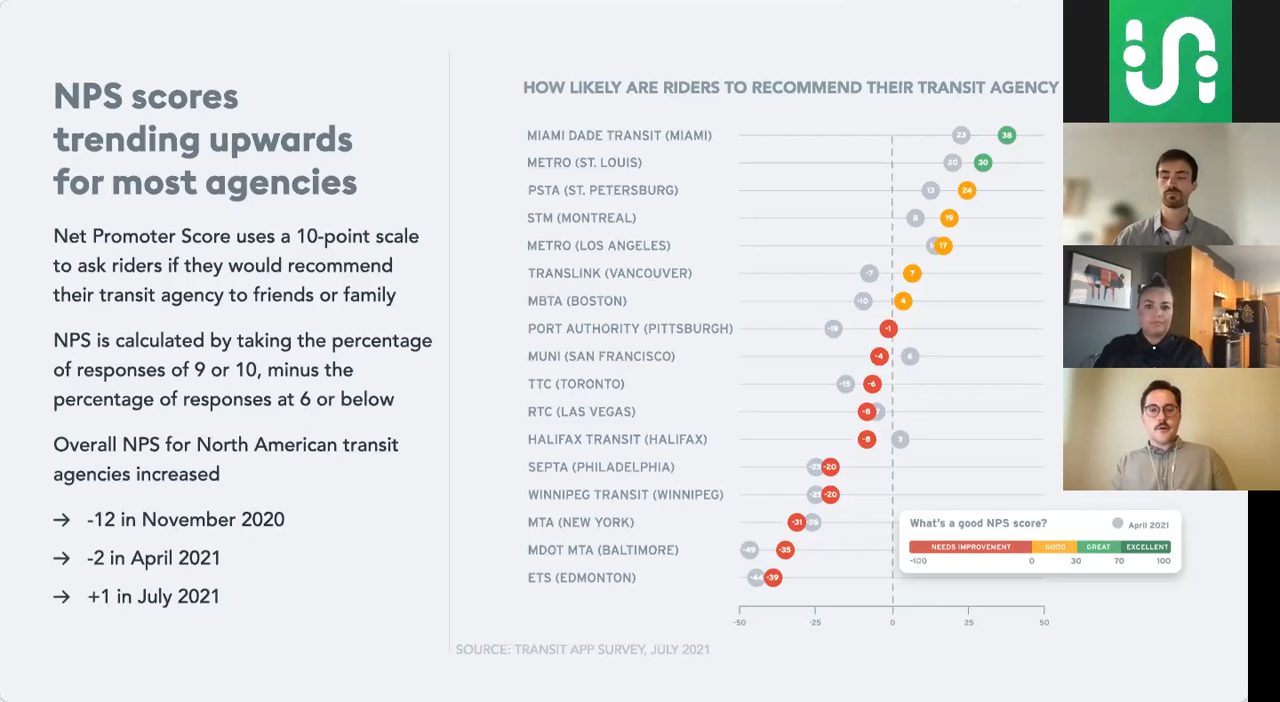 NPS scores
trending upwards
for most agencies
Net Promoter Score uses a 10-point scale
to ask riders if they would recommend
their transit agency to friends or family
NPS is calculated by taking the percentage
of responses of 9 or 10, minus the
percentage of responses at 6 or below
Overall NPS for North American transit
agencies increased
→ -12 in November 2020
→ -2 in April 2021
→ +1 in July 2021
HOW LIKELY ARE RIDERS TO RECOMMEND THEIR TRANSIT AGENCY
MIAMI DADE TRANSIT (MIAMI) 23 38
METRO (ST. LOUIS) 20 30
PSTA (ST. PETERSBURG) 13 24
STM (MONTREAL) 8 19
METRO (LOS ANGELES) 17
TRANSLINK (VANCOUVER) -7 7
MBTA (BOSTON) -10 4
PORT AUTHORITY (PITTSBURGH) -19 -1
MUNI (SAN FRANCISCO) -4 6
TTC (TORONTO) -15 -6
RTC (LAS VEGAS) -8
HALIFAX TRANSIT (HALIFAX) -8 3
SEPTA (PHILADELPHIA) -25 -20
WINNIPEG TRANSIT (WINNIPEG) -25 -20
MTA (NEW YORK) -31 -26
MDOT MTA (BALTIMORE) -49 -35
ETS (EDMONTON) -44 -39
-50 -25 0 25 50
What's a good NPS score? April 2021
NEEDS IMPROVEMENT GOOD GREAT EXCELLENT
-100 0 30 70 100
SOURCE: TRANSIT APP SURVEY, JULY 2021